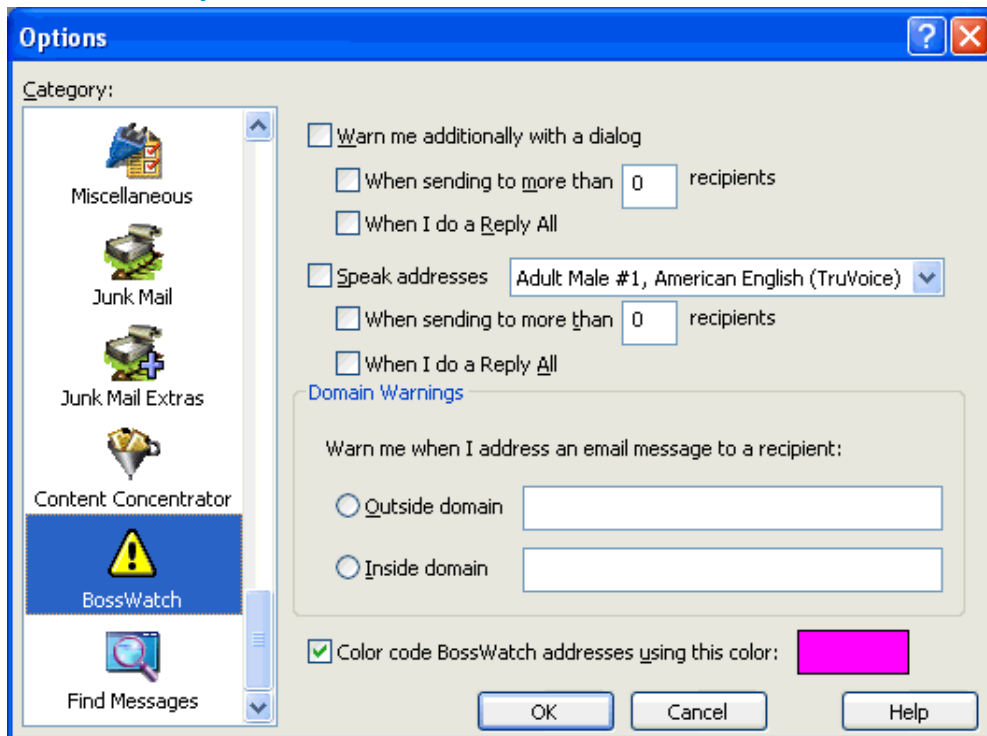 Options
Category:
Miscellaneous
Junk Mail
Junk Mail Extras
Content Concentrator
BossWatch
Find Messages
Warn me additionally with a dialog
When sending to more than 0 recipients
When I do a Reply All
Speak addresses Adult Male #1, American English (TruVoice)
When sending to more than 0 recipients
When I do a Reply All
Domain Warnings
Warn me when I address an email message to a recipient:
Outside domain
Inside domain
Color code BossWatch addresses using this color:
OK Cancel Help